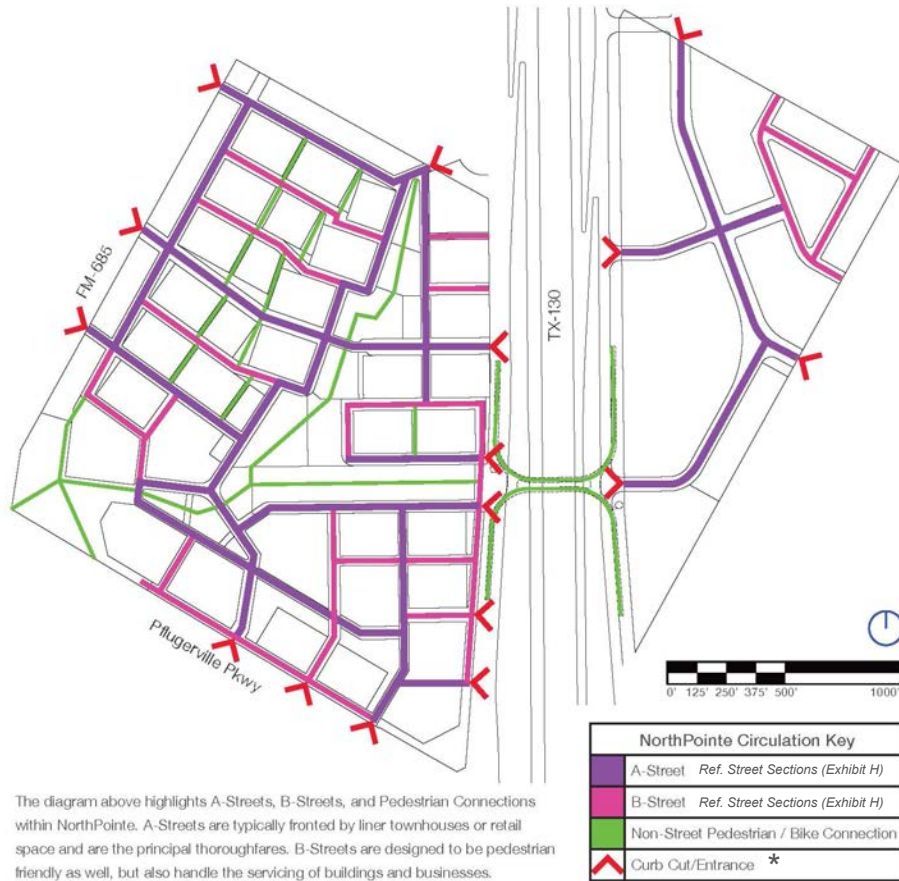 FM-685
TX-130
Pflugerville Pkwy
0' 125' 250' 375' 500' 1000'
NorthPointe Circulation Key
A-Street Ref. Street Sections (Exhibit H)
B-Street Ref. Street Sections (Exhibit H)
Non-Street Pedestrian / Bike Connection
Curb Cut/Entrance *
The diagram above highlights A-Streets, B-Streets, and Pedestrian Connections
within NorthPointe. A-Streets are typically fronted by liner townhouses or retail
space and are the principal thoroughfares. B-Streets are designed to be pedestrian
friendly as well, but also handle the servicing of buildings and businesses.